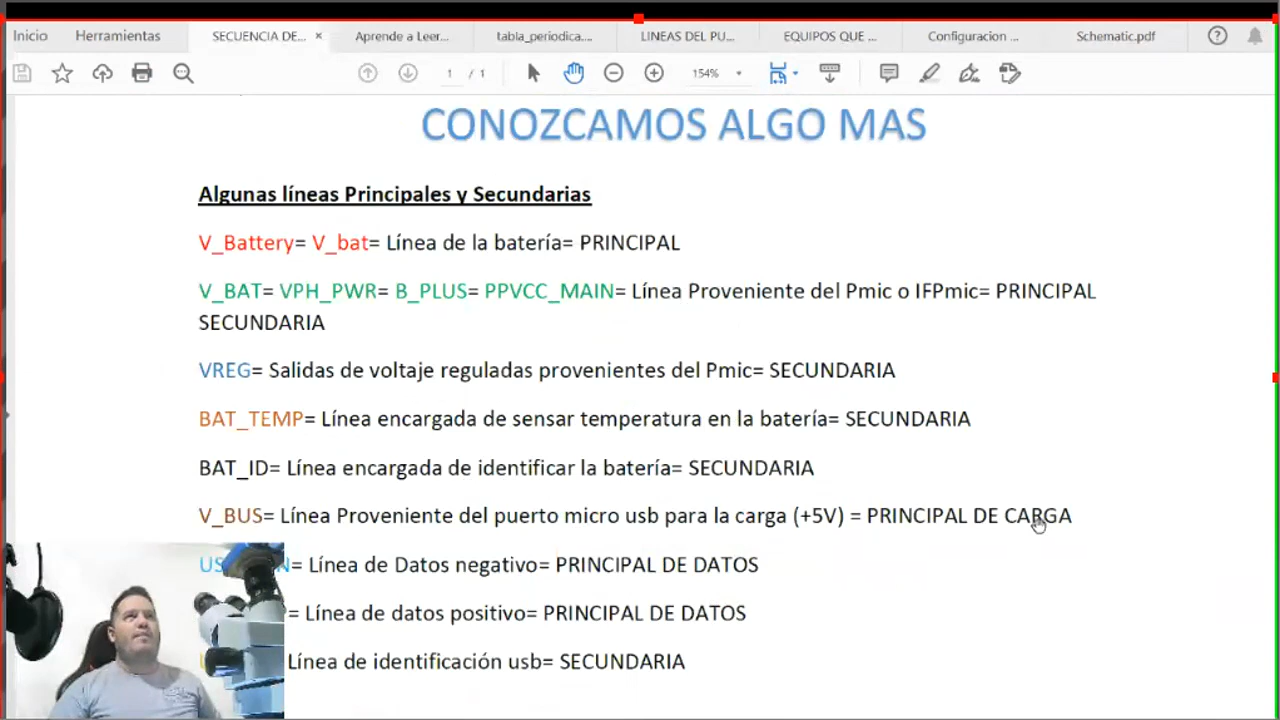 Inicio Herramientas SECUENCIA DE... × Aprende a Leer... tabla_periodica.... LINEAS DEL PU... EQUIPOS QUE ... Configuracion ... Schematic.pdf
1 / 1 154%
CONOZCAMOS ALGO MAS
Algunas líneas Principales y Secundarias
V_Battery= V_bat= Línea de la batería= PRINCIPAL
V_BAT= VPH_PWR= B_PLUS= PPVCC_MAIN= Línea Proveniente del Pmic o IFPmic= PRINCIPAL
SECUNDARIA
VREG= Salidas de voltaje reguladas provenientes del Pmic= SECUNDARIA
BAT_TEMP= Línea encargada de sensar temperatura en la batería= SECUNDARIA
BAT_ID= Línea encargada de identificar la batería= SECUNDARIA
V_BUS= Línea Proveniente del puerto micro usb para la carga (+5V) = PRINCIPAL DE CARGA
= Línea de Datos negativo= PRINCIPAL DE DATOS
= Línea de datos positivo= PRINCIPAL DE DATOS
Línea de identificación usb= SECUNDARIA